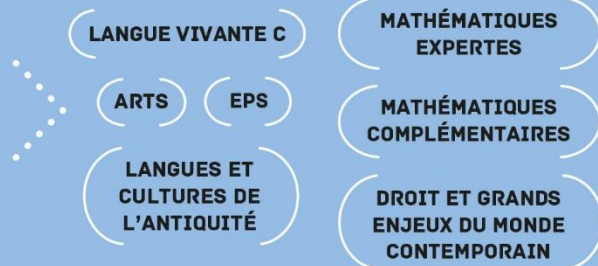 LANGUE VIVANTE C
ARTS
EPS
LANGUES ET
CULTURES DE
L'ANTIQUITÉ
MATHÉMATIQUES
EXPERTES
MATHÉMATIQUES
COMPLÉMENTAIRES
DROIT ET GRANDS
ENJEUX DU MONDE
CONTEMPORAIN